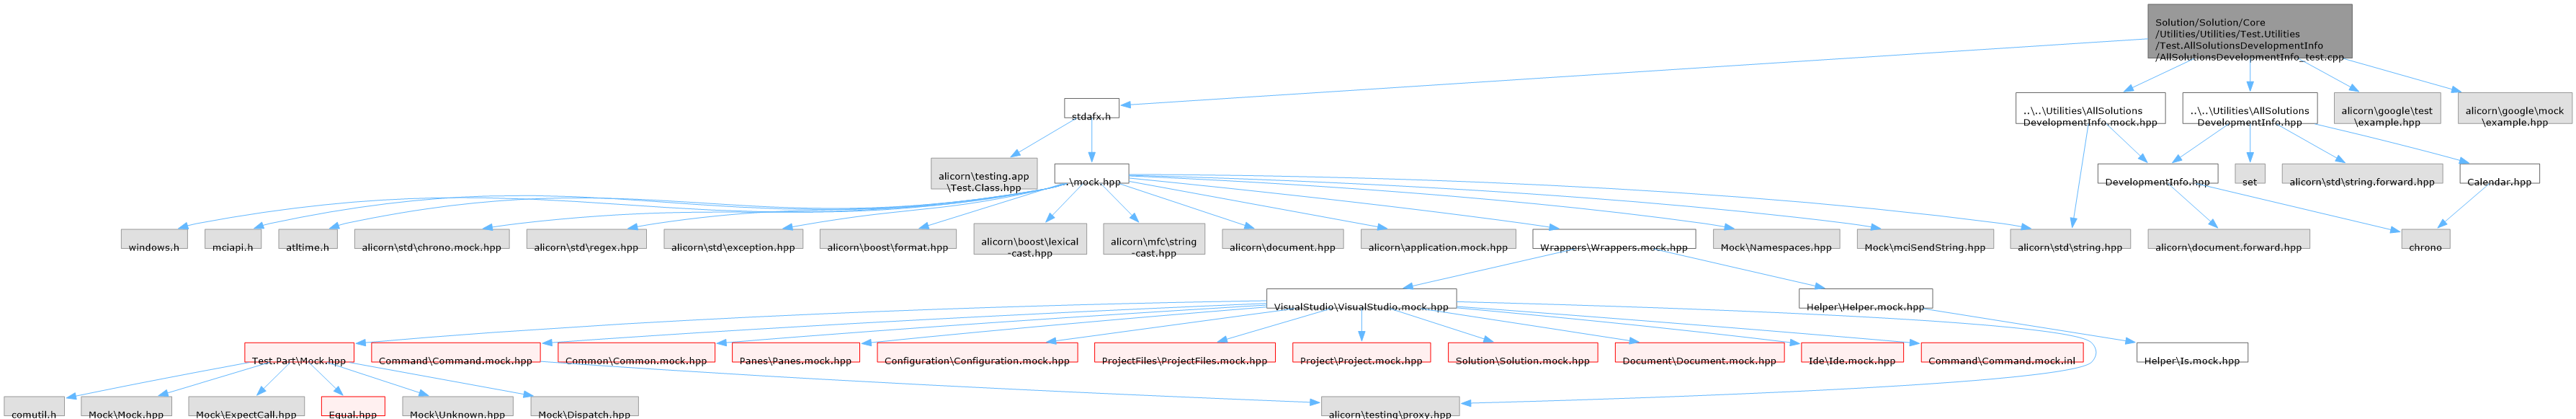 Solution/Solution/Core
/Utilities/Utilities/Test.Utilities
/Test.AllSolutionsDevelopmentInfo
/AllSolutionsDevelopmentInfo_test.cpp
stdafx.h
..\..\Utilities\AllSolutions
DevelopmentInfo.mock.hpp
..\..\Utilities\AllSolutions
DevelopmentInfo.hpp
alicorn\google\test
\example.hpp
alicorn\google\mock
\example.hpp
alicorn\testing.app
\Test.Class.hpp
.\mock.hpp
DevelopmentInfo.hpp
set
alicorn\std\string.forward.hpp
Calendar.hpp
windows.h
mciapi.h
atltime.h
alicorn\std\chrono.mock.hpp
alicorn\std\regex.hpp
alicorn\std\exception.hpp
alicorn\boost\format.hpp
alicorn\boost\lexical
-cast.hpp
alicorn\mfc\string
-cast.hpp
alicorn\document.hpp
alicorn\application.mock.hpp
Wrappers\Wrappers.mock.hpp
Mock\Namespaces.hpp
Mock\mciSendString.hpp
alicorn\std\string.hpp
alicorn\document.forward.hpp
chrono
VisualStudio\VisualStudio.mock.hpp
Helper\Helper.mock.hpp
Test.Part\Mock.hpp
Command\Command.mock.hpp
Common\Common.mock.hpp
Panes\Panes.mock.hpp
Configuration\Configuration.mock.hpp
ProjectFiles\ProjectFiles.mock.hpp
Project\Project.mock.hpp
Solution\Solution.mock.hpp
Document\Document.mock.hpp
Ide\Ide.mock.hpp
Command\Command.mock.inl
Helper\Is.mock.hpp
comutil.h
Mock\Mock.hpp
Mock\ExpectCall.hpp
Equal.hpp
Mock\Unknown.hpp
Mock\Dispatch.hpp
alicorn\testing\proxy.hpp